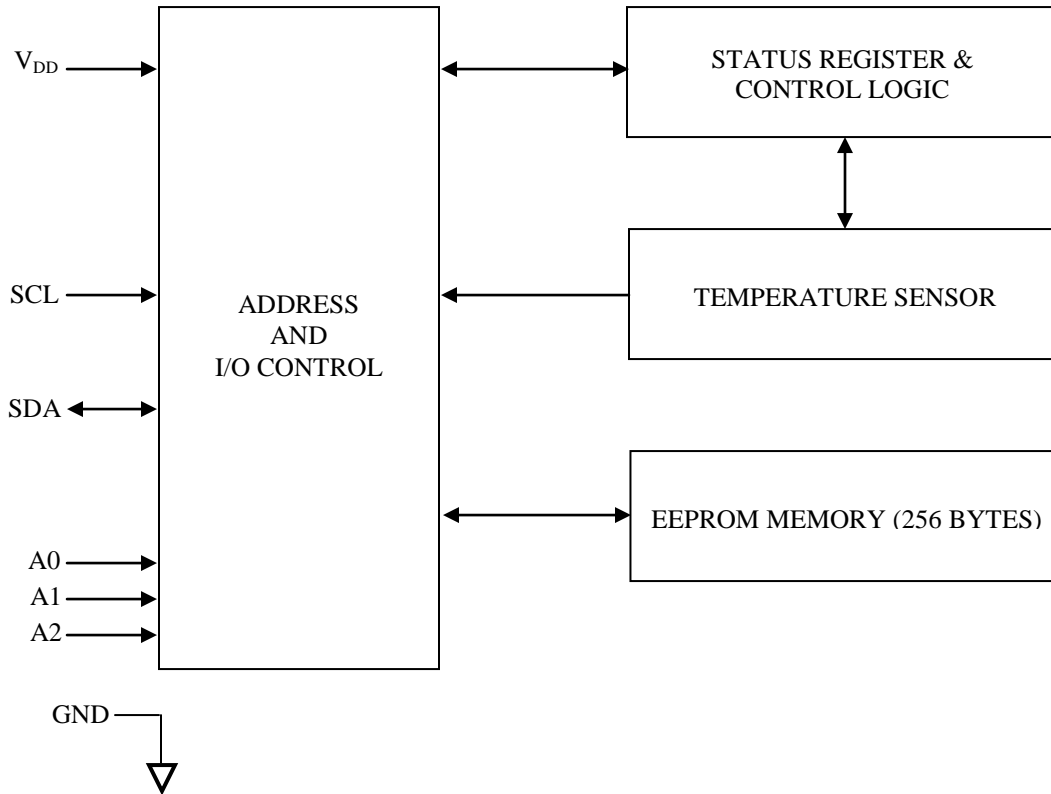 V_DD
STATUS REGISTER &
CONTROL LOGIC
SCL
ADDRESS
AND
I/O CONTROL
TEMPERATURE SENSOR
SDA
EEPROM MEMORY (256 BYTES)
A0
A1
A2
GND